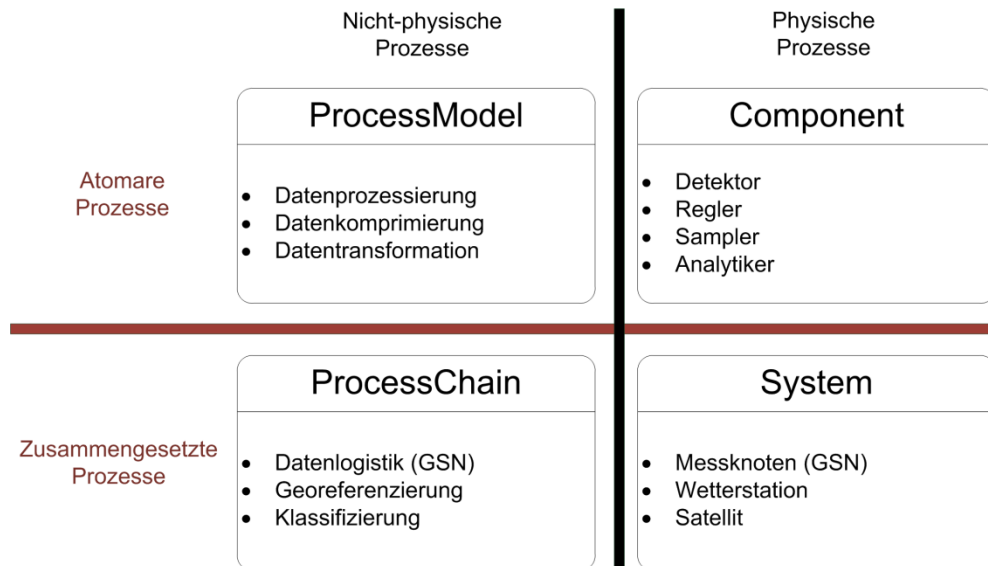 Nicht-physische
Prozesse
Physische
Prozesse
Atomare
Prozesse
ProcessModel
• Datenprozessierung
• Datenkomprimierung
• Datentransformation
Component
• Detektor
• Regler
• Sampler
• Analytiker
Zusammengesetzte
Prozesse
ProcessChain
• Datenlogistik (GSN)
• Georeferenzierung
• Klassifizierung
System
• Messknoten (GSN)
• Wetterstation
• Satellit